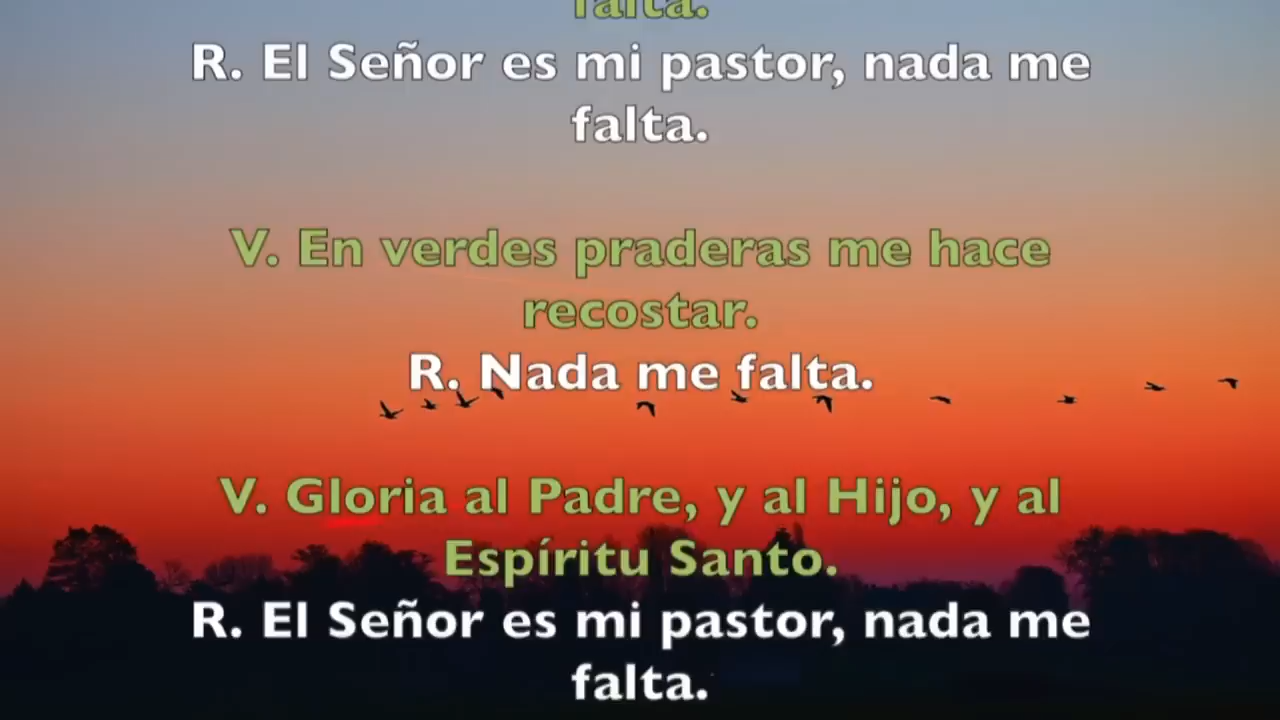 falta.
R. El Señor es mi pastor, nada me
falta.
V. En verdes praderas me hace
recostar.
R. Nada me falta.
V. Gloria al Padre, y al Hijo, y al
Espíritu Santo.
R. El Señor es mi pastor, nada me
falta.